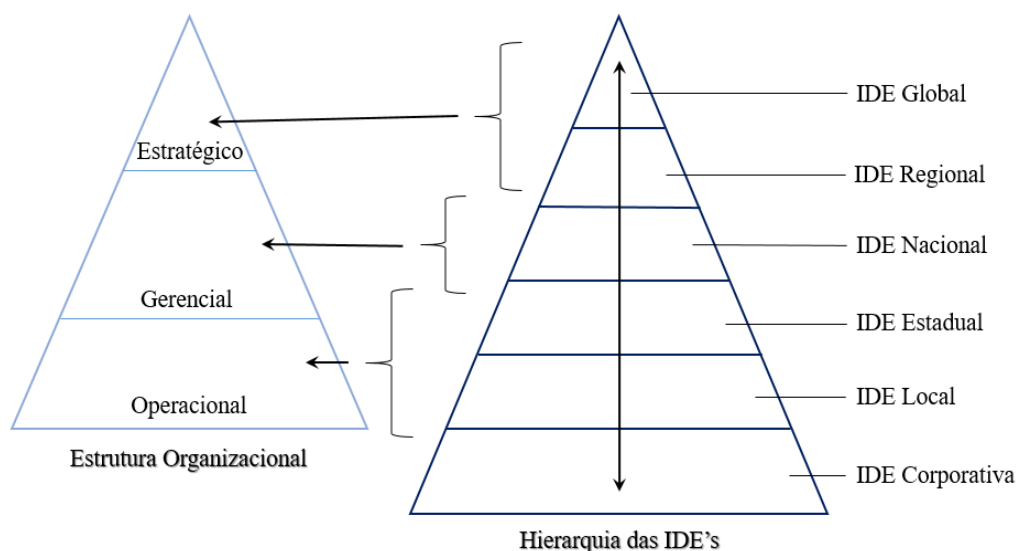 Estratégico
Gerencial
Operacional
Estrutura Organizacional
IDE Global
IDE Regional
IDE Nacional
IDE Estadual
IDE Local
IDE Corporativa
Hierarquia das IDE's